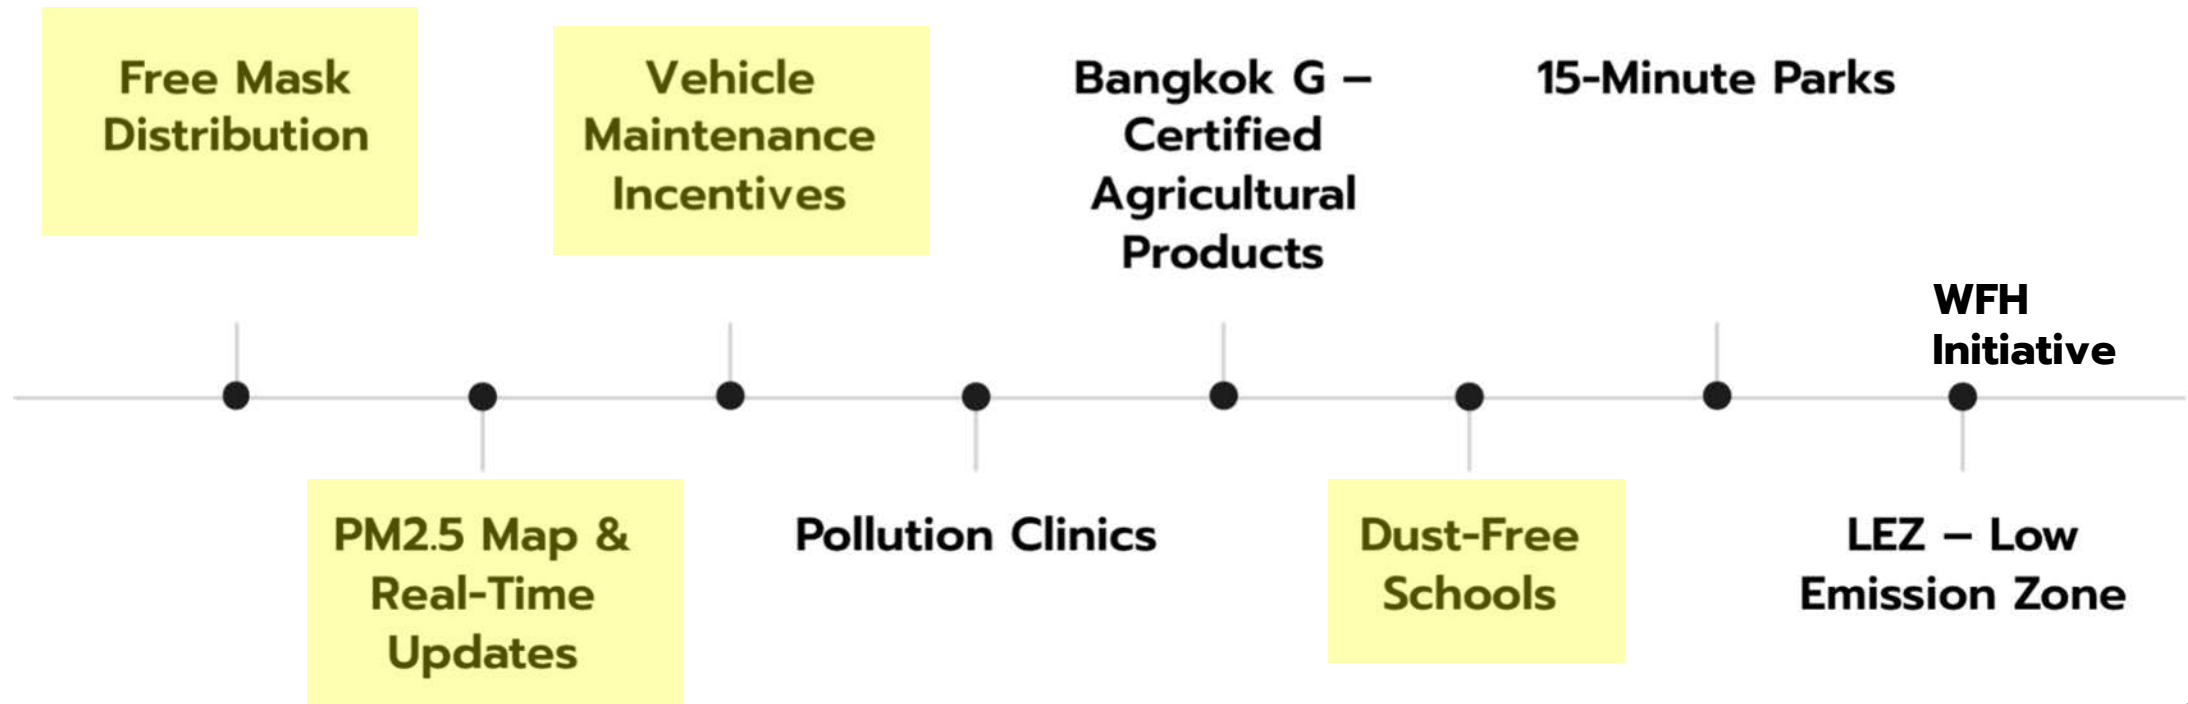 Free Mask
Distribution
Vehicle
Maintenance
Incentives
Bangkok G –
Certified
Agricultural
Products
15-Minute Parks
WFH
Initiative
PM2.5 Map &
Real-Time
Updates
Pollution Clinics
Dust-Free
Schools
LEZ – Low
Emission Zone